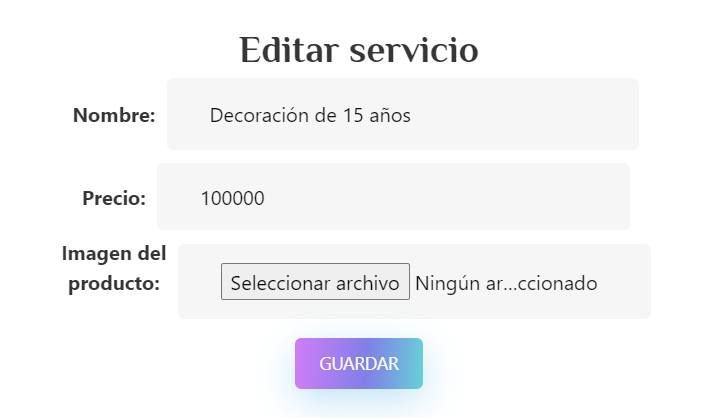 Editar servicio
Nombre: Decoración de 15 años
Precio: 100000
Imagen del
producto: Seleccionar archivo Ningún ar...ccionado
GUARDAR